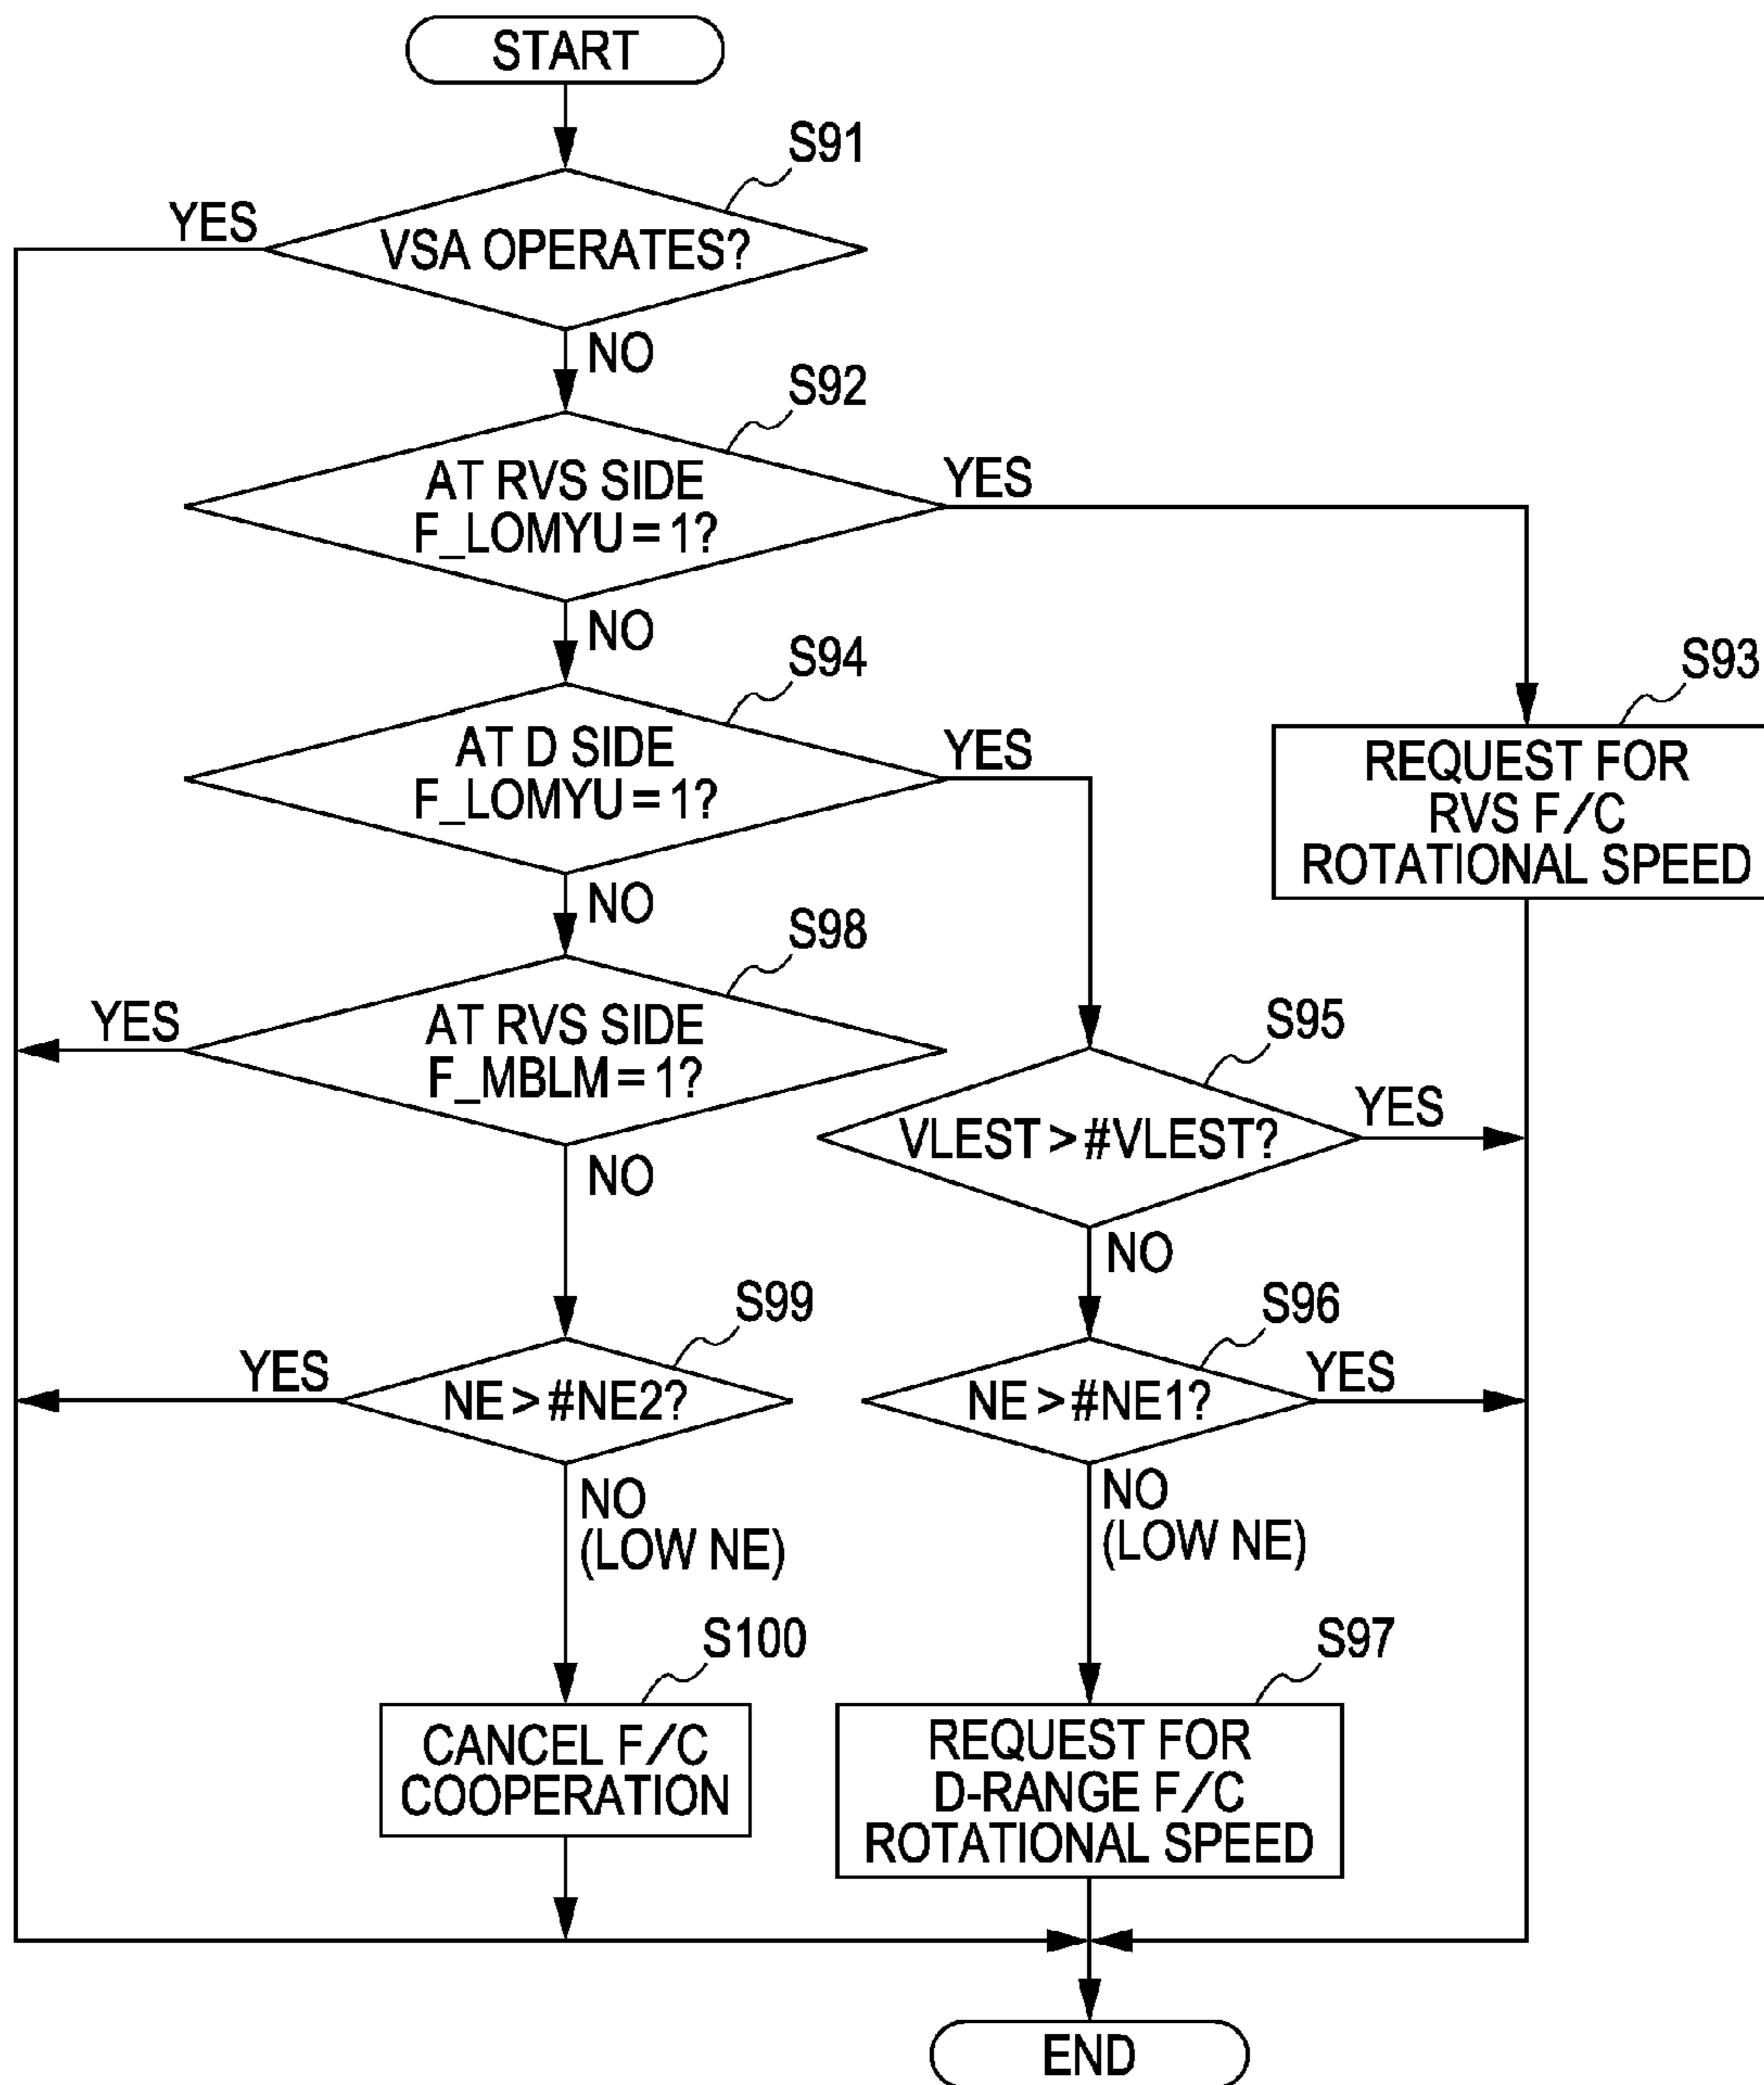 START
S91
YES
VSA OPERATES?
NO
S92
AT RVS SIDE
F_LOMYU = 1?
YES
NO
S93
REQUEST FOR
RVS F/C
ROTATIONAL SPEED
S94
AT D SIDE
F_LOMYU = 1?
YES
NO
S98
YES
AT RVS SIDE
F_MBLM = 1?
NO
S95
VLEST > #VLEST?
YES
NO
S99
YES
NE > #NE2?
NO
(LOW NE)
S96
NE > #NE1?
YES
NO
(LOW NE)
S100
CANCEL F/C
COOPERATION
S97
REQUEST FOR
D-RANGE F/C
ROTATIONAL SPEED
END